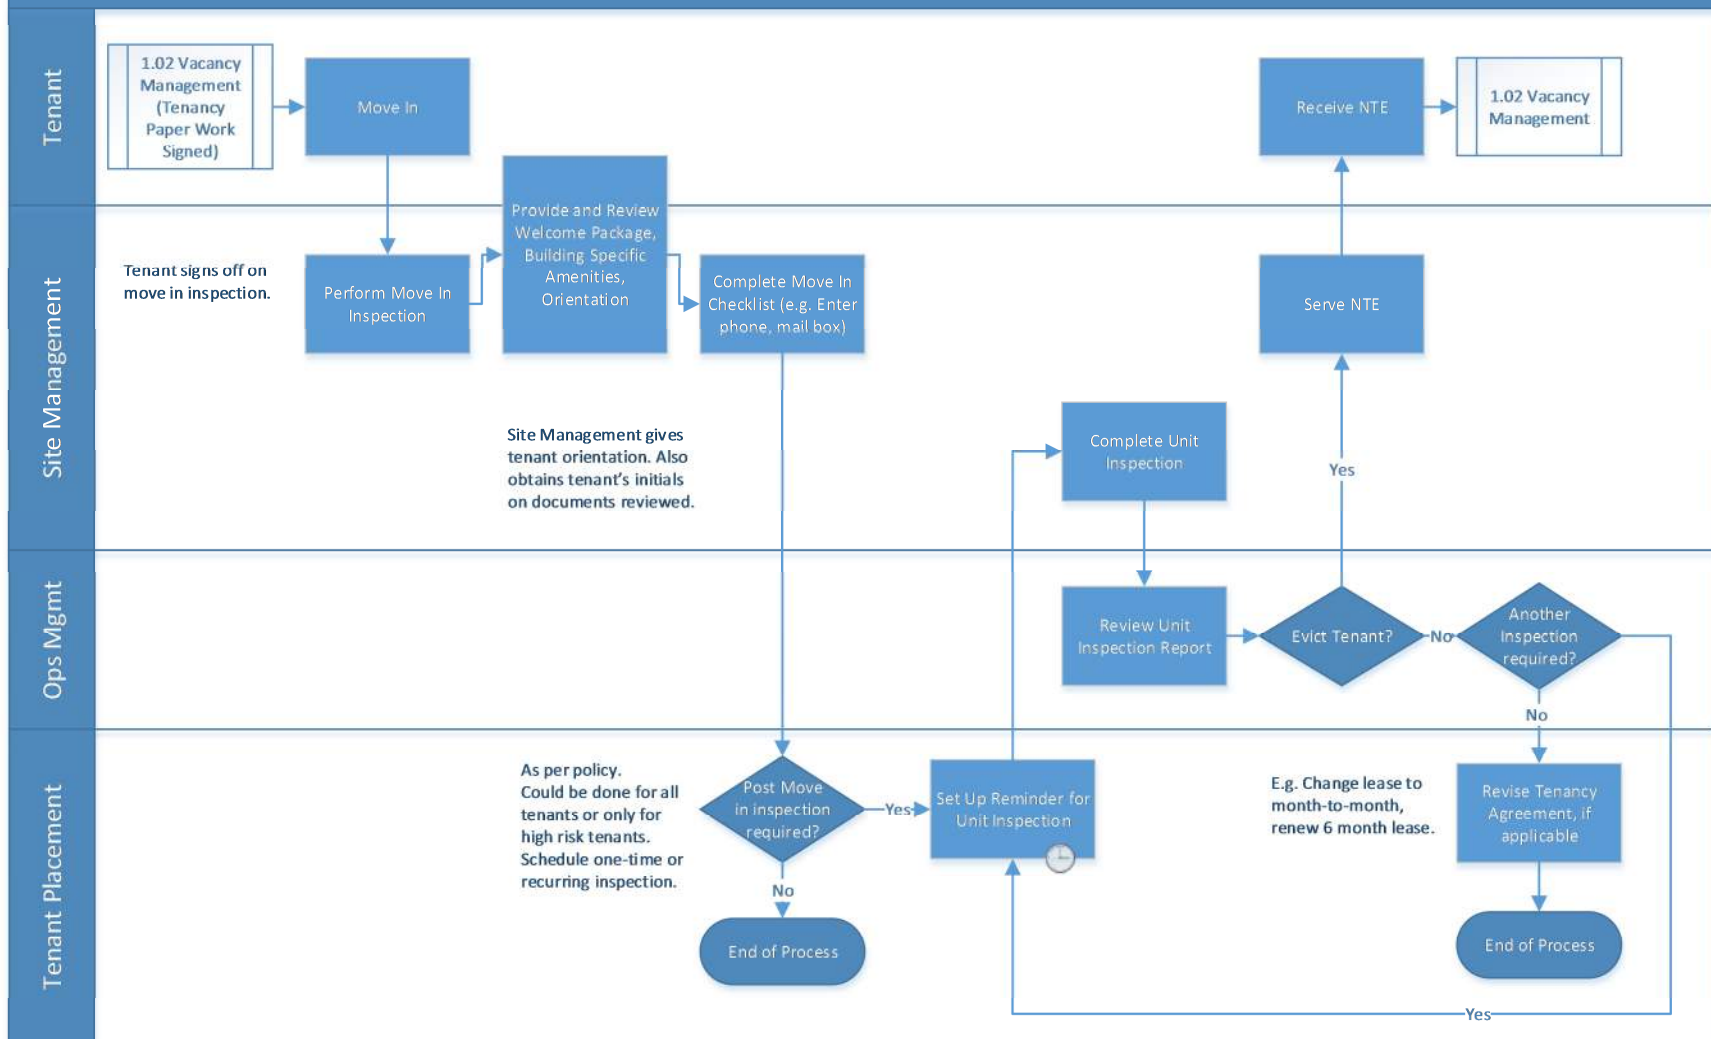 Tenant
1.02 Vacancy
Management
(Tenancy
Paper Work
Signed)
Move In
Receive NTE
1.02 Vacancy
Management
Site Management
Tenant signs off on
move in inspection.
Perform Move In
Inspection
Provide and Review
Welcome Package,
Building Specific
Amenities,
Orientation
Complete Move In
Checklist (e.g. Enter
phone, mail box)
Serve NTE
Site Management gives
tenant orientation. Also
obtains tenant's initials
on documents reviewed.
Complete Unit
Inspection
Yes
Ops Mgmt
Review Unit
Inspection Report
Evict Tenant?
No
Another
Inspection
required?
No
Tenant Placement
As per policy.
Could be done for all
tenants or only for
high risk tenants.
Schedule one-time or
recurring inspection.
Post Move
in inspection
required?
Yes
Set Up Reminder for
Unit Inspection
E.g. Change lease to
month-to-month,
renew 6 month lease.
Revise Tenancy
Agreement, if
applicable
No
End of Process
End of Process
Yes